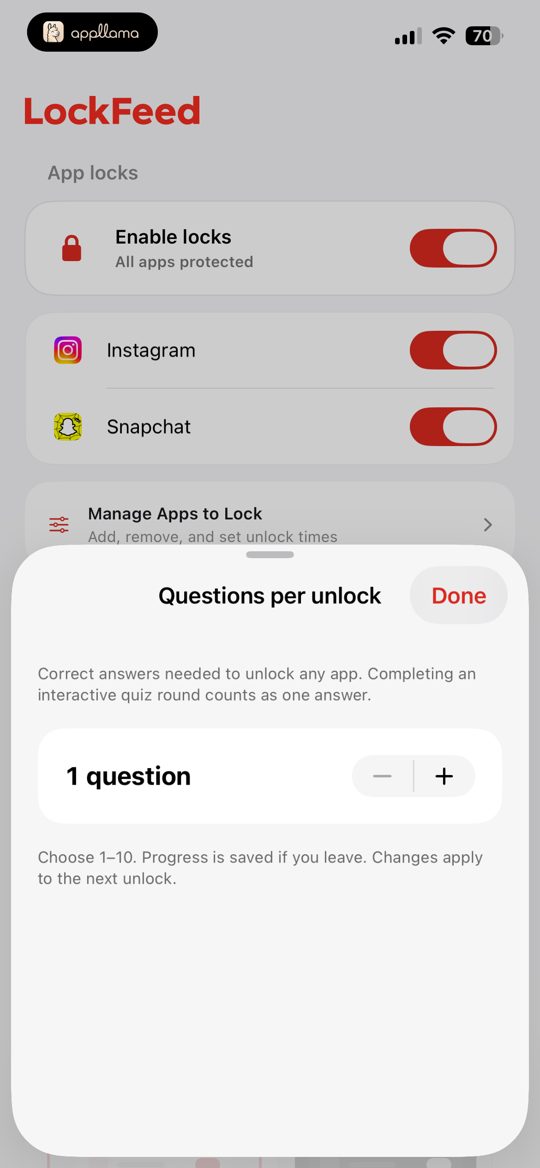 appllama
70
LockFeed
App locks
Enable locks
All apps protected
Instagram
Snapchat
Manage Apps to Lock
Add, remove, and set unlock times
Questions per unlock
Done
Correct answers needed to unlock any app. Completing an
interactive quiz round counts as one answer.
1 question
Choose 1–10. Progress is saved if you leave. Changes apply
to the next unlock.